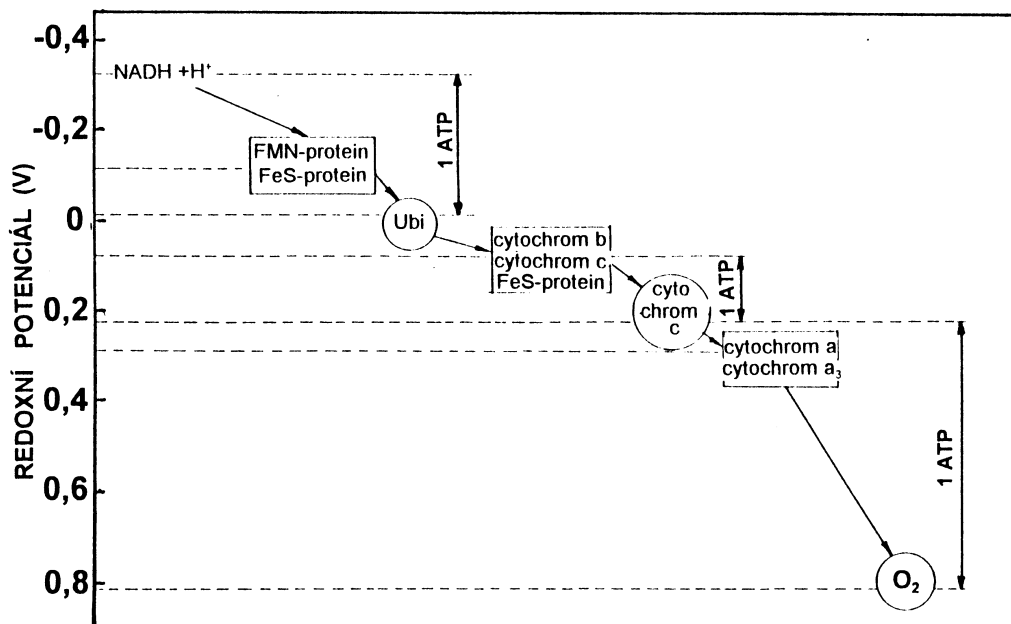 REDOXNÍ POTENCIÁL (V)
-0,4
-0,2
0
0,2
0,4
0,6
0,8
NADH +H⁺
FMN-protein
FeS-protein
Ubi
1 ATP
cytochrom b
cytochrom c,
FeS-protein
cyto
chrom
c
1 ATP
cytochrom a
cytochrom a₃
1 ATP
O₂